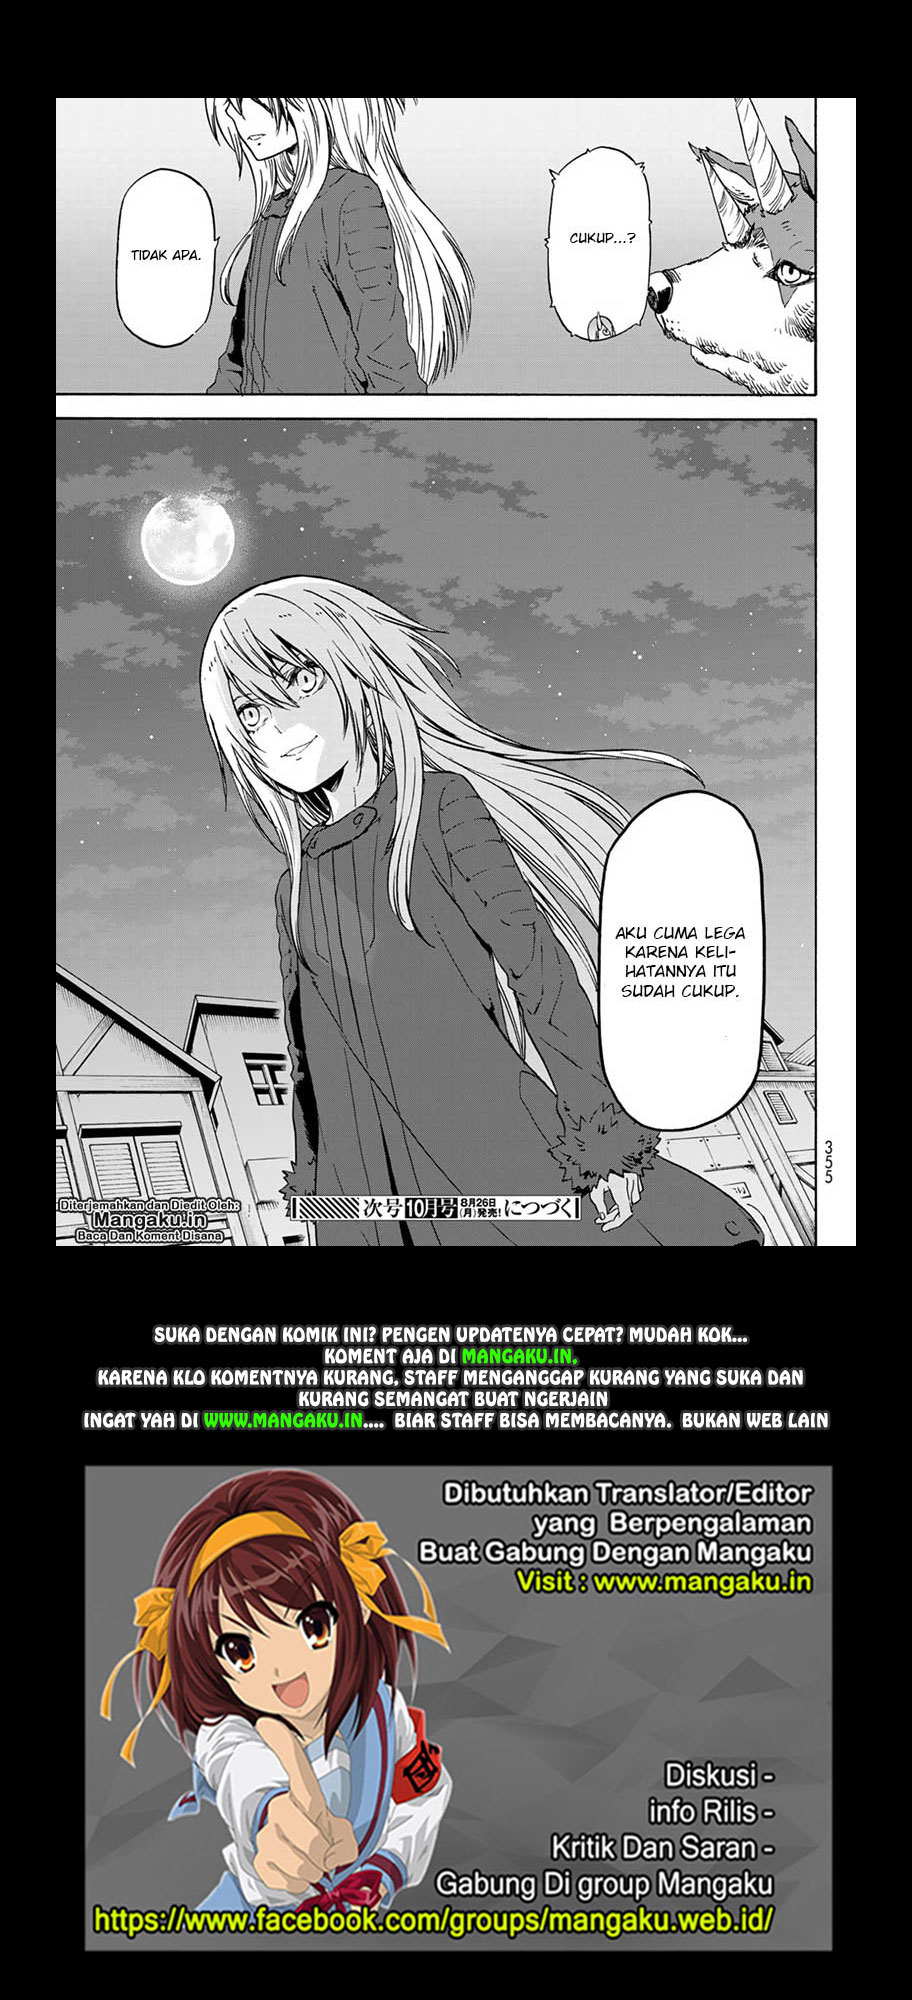 CUKUP...?
TIDAK APA.
AKU CUMA LEGA
KARENA KELI-
HATANNYA ITU
SUDAH CUKUP.
355
Diterjemahkan dan Diedit Oleh:
Mangaku.in
Baca Dan Koment Disana
次号10月号8月26日(月)発売!につづく
SUKA DENGAN KOMIK INI? PENGEN UPDATENYA CEPAT? MUDAH KOK...
KOMENT AJA DI MANGAKU.IN,
KARENA KLO KOMENTNYA KURANG, STAFF MENGANGGAP KURANG YANG SUKA DAN
KURANG SEMANGAT BUAT NGERJAIN
INGAT YAH DI WWW.MANGAKU.IN.... BIAR STAFF BISA MEMBACANYA. BUKAN WEB LAIN
Dibutuhkan Translator/Editor
yang Berpengalaman
Buat Gabung Dengan Mangaku
Visit : www.mangaku.in
Diskusi -
info Rilis -
Kritik Dan Saran -
Gabung Di group Mangaku
https://www.facebook.com/groups/mangaku.web.id/